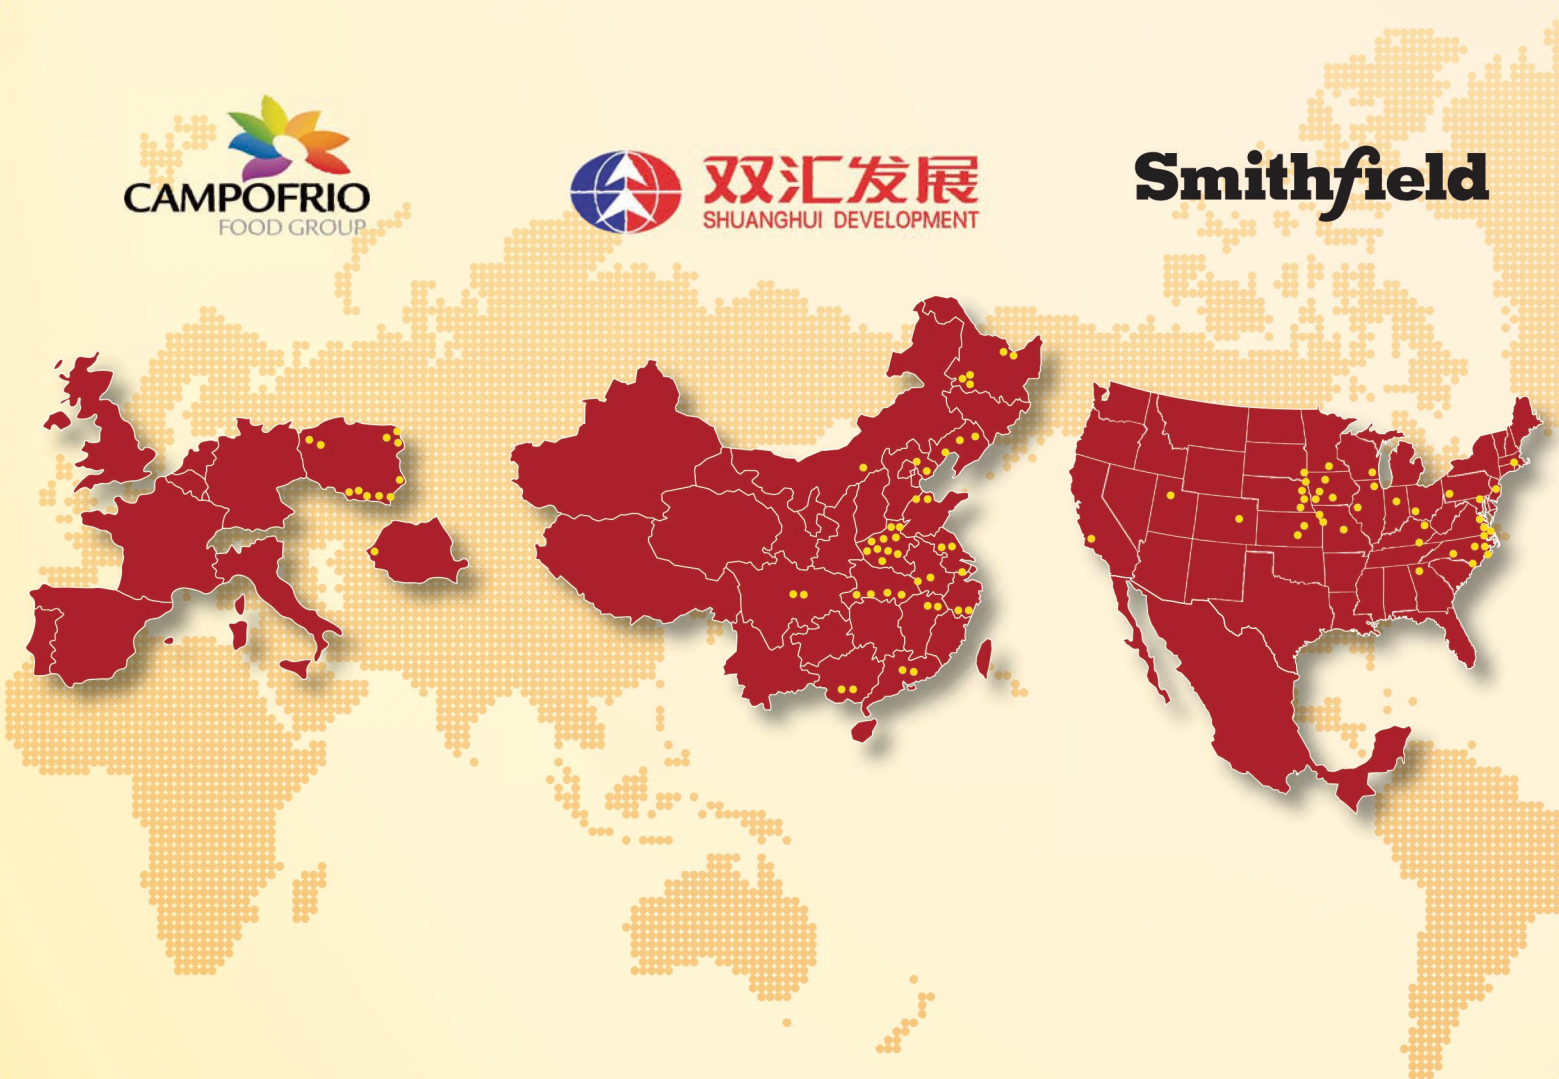 CAMPOFRIO
FOOD GROUP
双汇发展
SHUANGHUI DEVELOPMENT
Smithfield